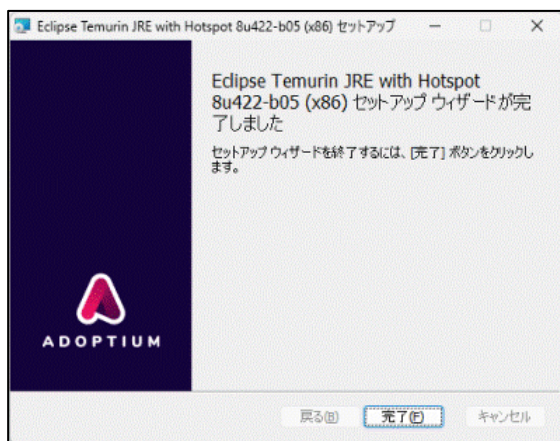 Eclipse Temurin JRE with Hotspot 8u422-b05 (x86) セットアップ
Eclipse Temurin JRE with Hotspot
8u422-b05 (x86) セットアップ ウィザードが完
了しました
セットアップ ウィザードを終了するには、[完了] ボタンをクリックし
ます。
ADOPTIUM
戻る(B)
完了(F)
キャンセル